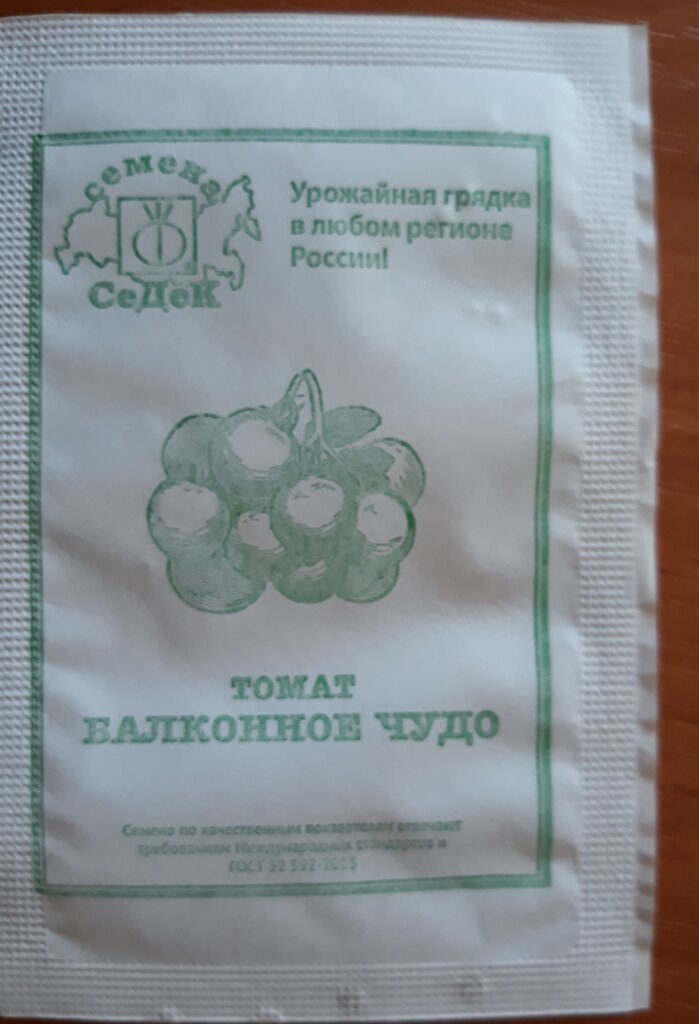 семена
СеДеК
Урожайная грядка
в любом регионе
России!
ТОМАТ
БАЛКОННОЕ ЧУДО
Семена по качественным показателям отвечают
требованиям Международных стандартов и
ГОСТ 32 592-2013